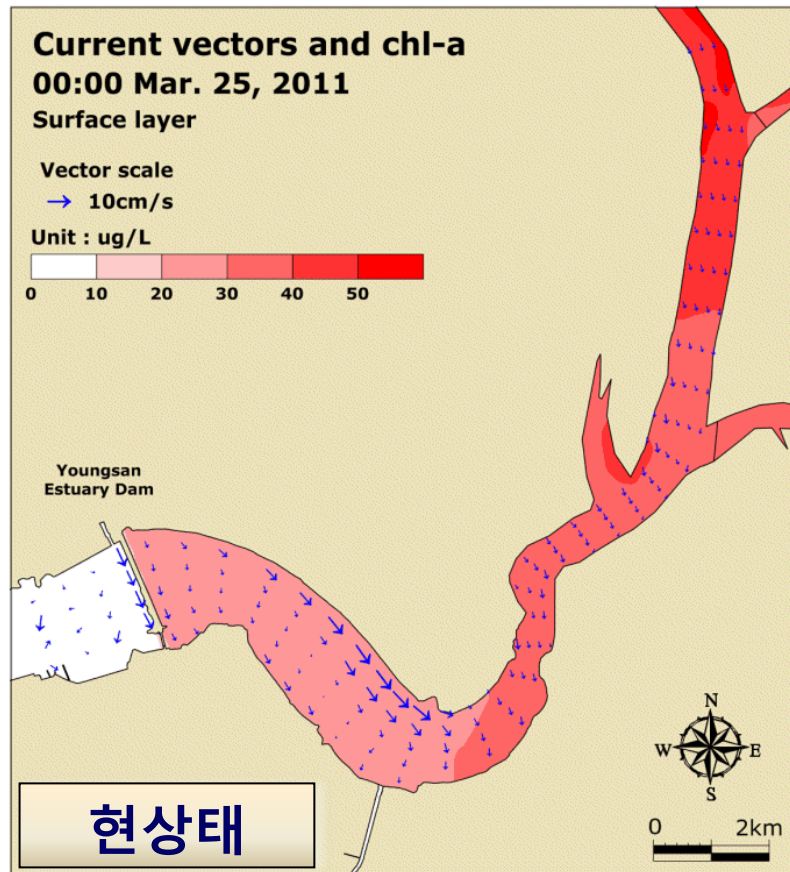 Current vectors and chl-a
00:00 Mar. 25, 2011
Surface layer
Vector scale
10cm/s
Unit : ug/L
0 10 20 30 40 50
Youngsan
Estuary Dam
N
W E
S
0 2km
현상태